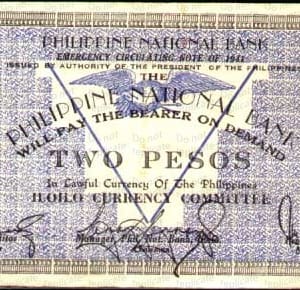 PHILIPPINE NATIONAL BANK
EMERGENCY CIRCULATING NOTE OF 1941
ISSUED BY AUTHORITY OF THE PRESIDENT OF THE PHILIPPINES
THE
PHILIPPINE NATIONAL BANK
WILL PAY THE BEARER ON DEMAND
TWO PESOS
In Lawful Currency Of The Philippines
ILOILO CURRENCY COMMITTEE
Manager, Phil. Nat. Bank, Iloilo
Chairman